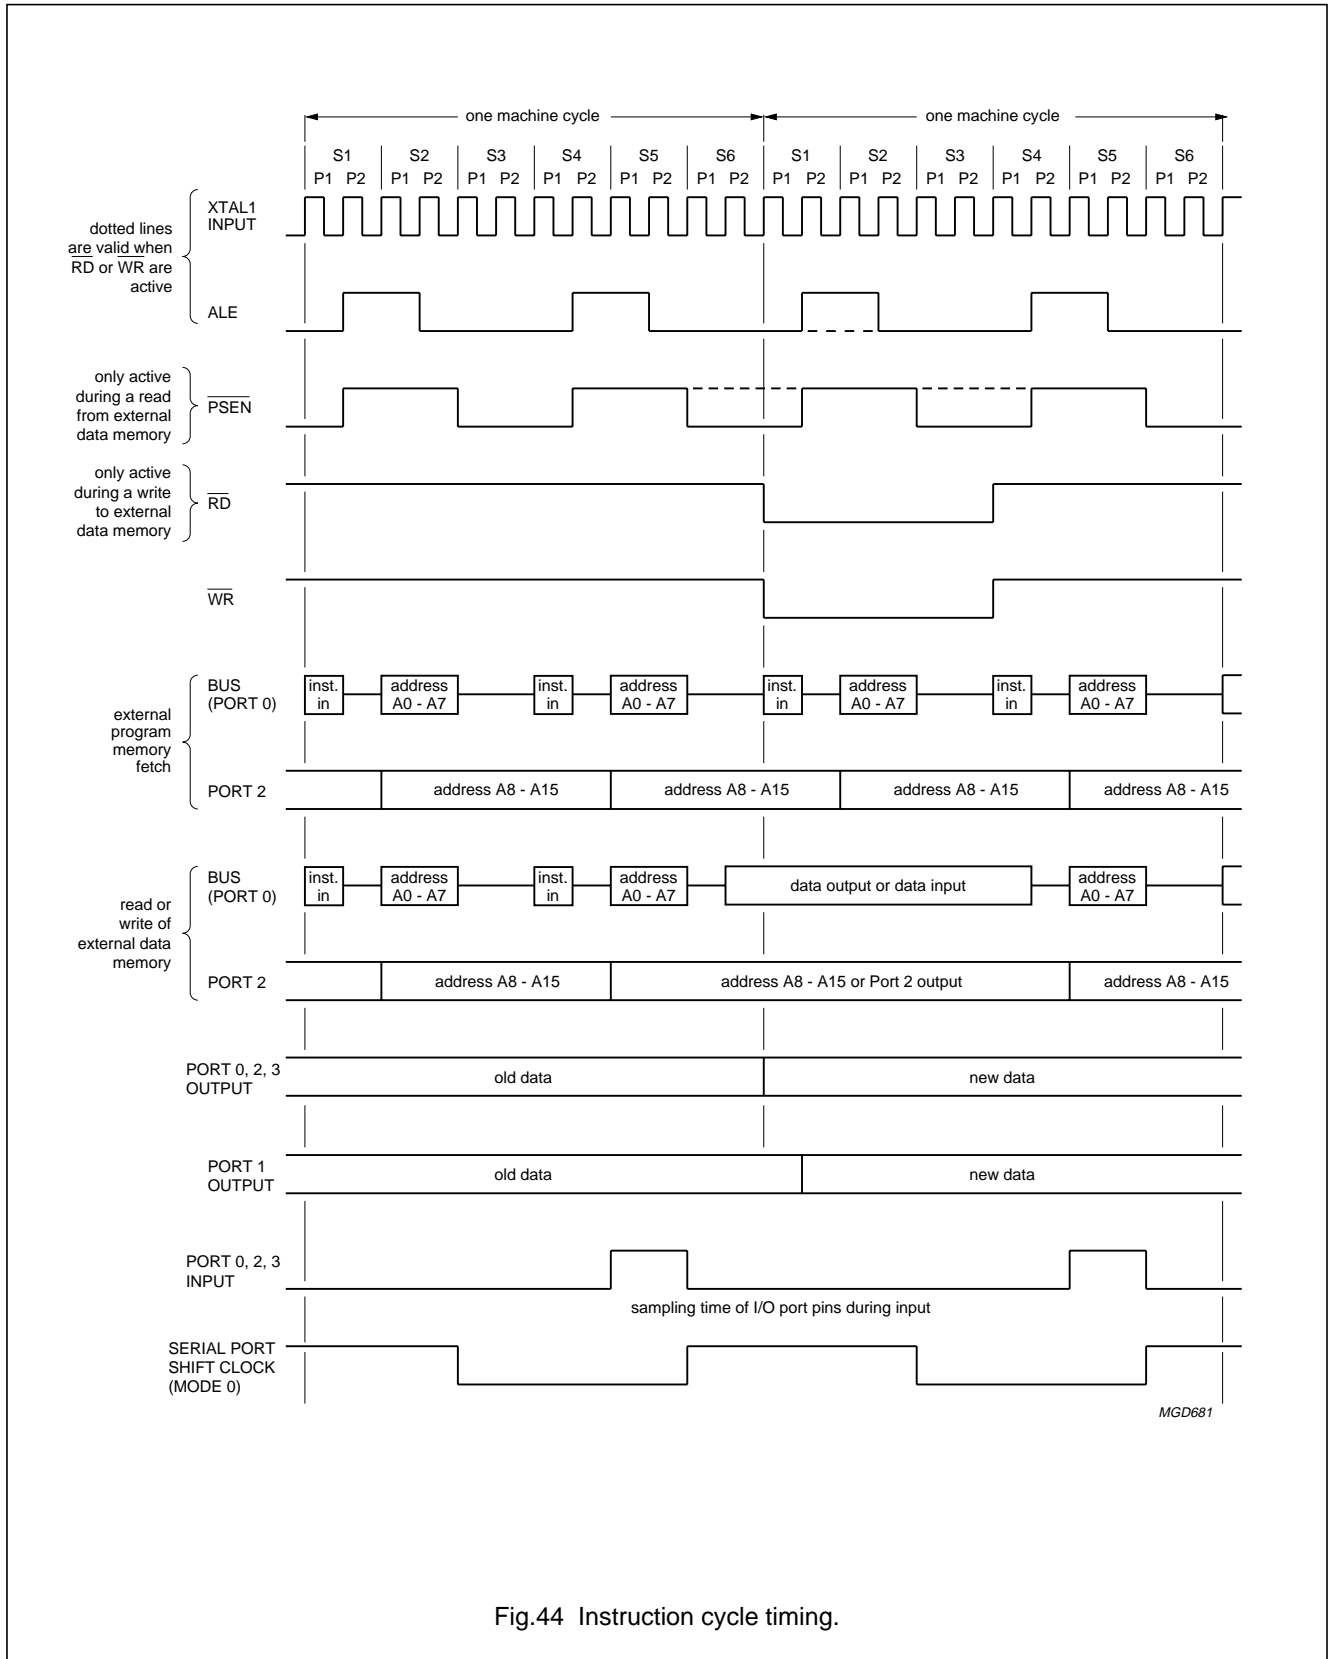 one machine cycle one machine cycle
S1 S2 S3 S4 S5 S6 S1 S2 S3 S4 S5 S6
P1 P2 P1 P2 P1 P2 P1 P2 P1 P2 P1 P2 P1 P2 P1 P2 P1 P2 P1 P2 P1 P2 P1 P2
XTAL1
INPUT
dotted lines
are valid when
RD or WR are
active
ALE
only active
during a read
from external
data memory
PSEN
only active
during a write
to external
data memory
RD
WR
external
program
memory
fetch
BUS
(PORT 0)
inst. address inst. address inst. address inst. address
in A0 - A7 in A0 - A7 in A0 - A7 in A0 - A7
PORT 2
address A8 - A15 address A8 - A15 address A8 - A15 address A8 - A15
read or
write of
external data
memory
BUS
(PORT 0)
inst. address inst. address data output or data input address
in A0 - A7 in A0 - A7 A0 - A7
PORT 2
address A8 - A15 address A8 - A15 or Port 2 output address A8 - A15
PORT 0, 2, 3
OUTPUT
old data new data
PORT 1
OUTPUT
old data new data
PORT 0, 2, 3
INPUT
sampling time of I/O port pins during input
SERIAL PORT
SHIFT CLOCK
(MODE 0)
MGD681
Fig.44 Instruction cycle timing.